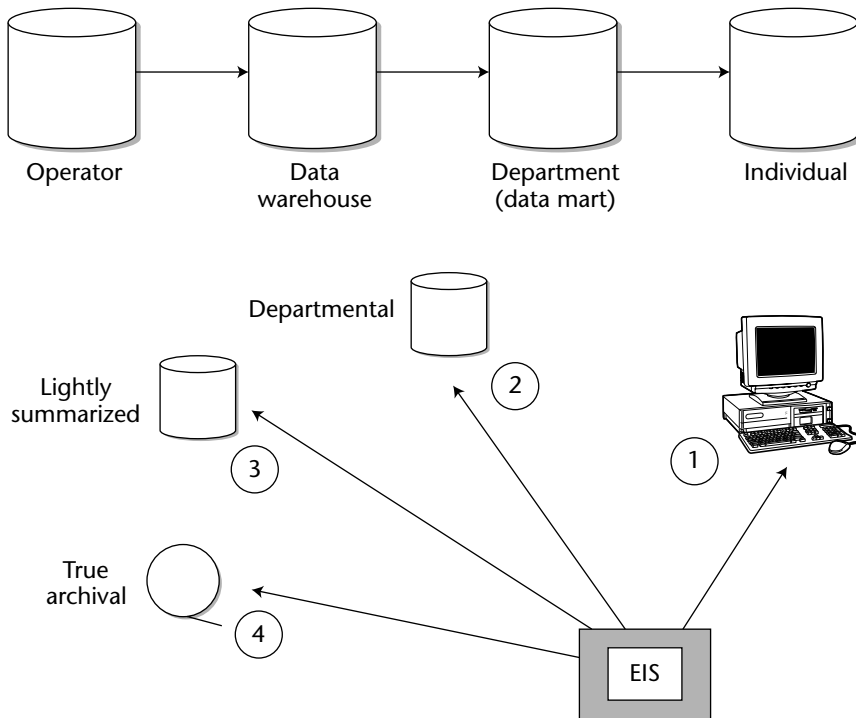 Operator
Data
warehouse
Department
(data mart)
Individual
Departmental
Lightly
summarized
2
1
3
True
archival
4
EIS